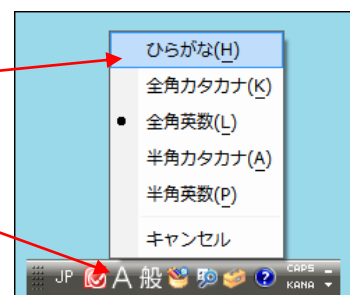 ひらがな(H)
全角カタカナ(K)
全角英数(L)
半角カタカナ(A)
半角英数(P)
キャンセル
JP A 般 CAPS
KANA